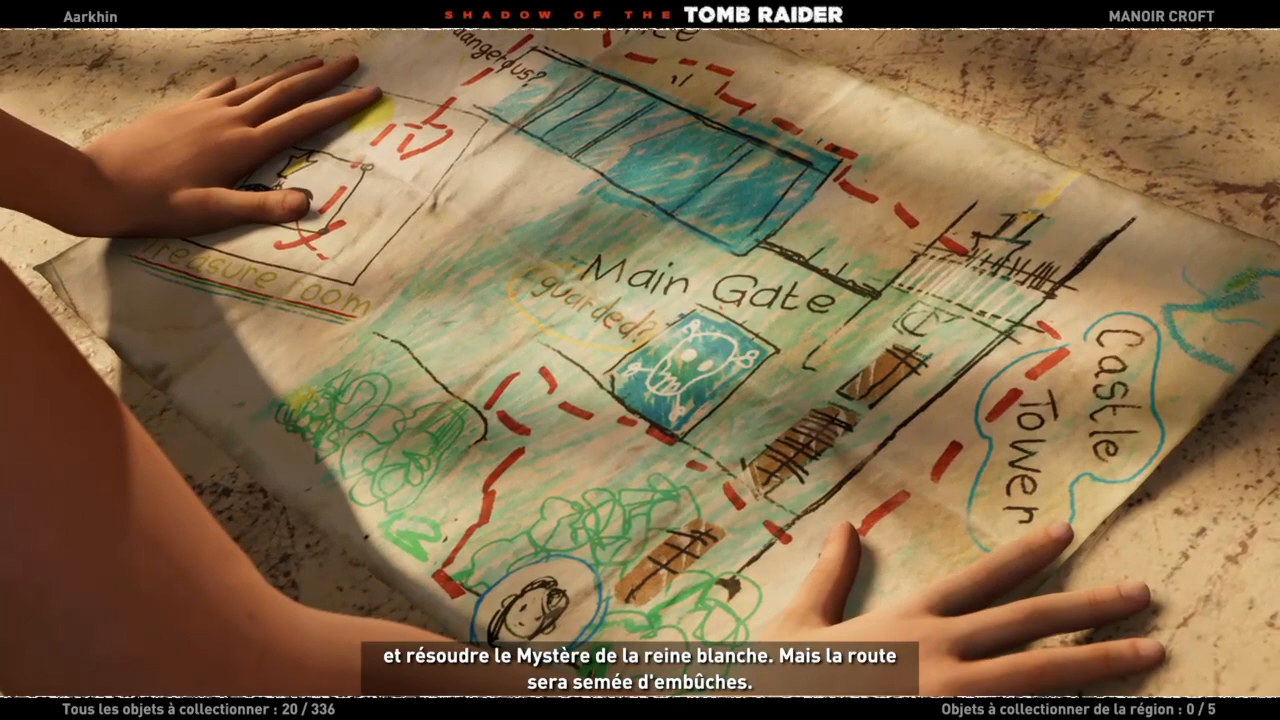 Aarkhin
SHADOW OF THE TOMB RAIDER
MANOIR CROFT
dangerous?
IV
Treasure room
Main Gate
guarded?
Castle
Tower
et résoudre le Mystère de la reine blanche. Mais la route
sera semée d'embûches.
Tous les objets à collectionner : 20 / 336
Objets à collectionner de la région : 0 / 5